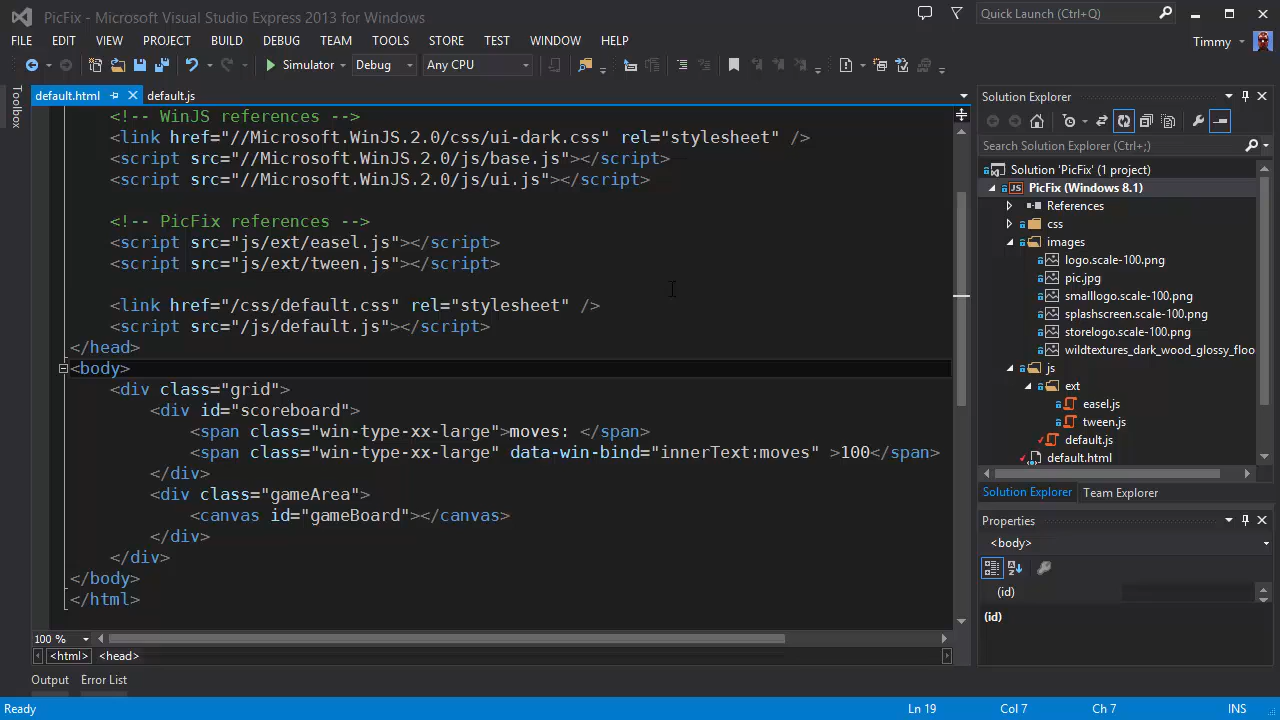 PicFix - Microsoft Visual Studio Express 2013 for Windows
Quick Launch (Ctrl+Q)
FILE EDIT VIEW PROJECT BUILD DEBUG TEAM TOOLS STORE TEST WINDOW HELP
Timmy
Simulator Debug Any CPU
Toolbox
default.html default.js
<!-- WinJS references -->
<link href="//Microsoft.WinJS.2.0/css/ui-dark.css" rel="stylesheet" />
<script src="//Microsoft.WinJS.2.0/js/base.js"></script>
<script src="//Microsoft.WinJS.2.0/js/ui.js"></script>
<!-- PicFix references -->
<script src="js/ext/easel.js"></script>
<script src="js/ext/tween.js"></script>
<link href="/css/default.css" rel="stylesheet" />
<script src="/js/default.js"></script>
</head>
<body>
<div class="grid">
<div id="scoreboard">
<span class="win-type-xx-large">moves: </span>
<span class="win-type-xx-large" data-win-bind="innerText:moves" >100</span>
</div>
<div class="gameArea">
<canvas id="gameBoard"></canvas>
</div>
</div>
</body>
</html>
100 %
<html> <head>
Output Error List
Solution Explorer
Search Solution Explorer (Ctrl+;)
Solution 'PicFix' (1 project)
JS PicFix (Windows 8.1)
References
css
images
logo.scale-100.png
pic.jpg
smalllogo.scale-100.png
splashscreen.scale-100.png
storelogo.scale-100.png
wildtextures_dark_wood_glossy_floo
js
ext
easel.js
tween.js
default.js
default.html
Solution Explorer Team Explorer
Properties
<body>
(id)
(id)
Ready Ln 19 Col 7 Ch 7 INS